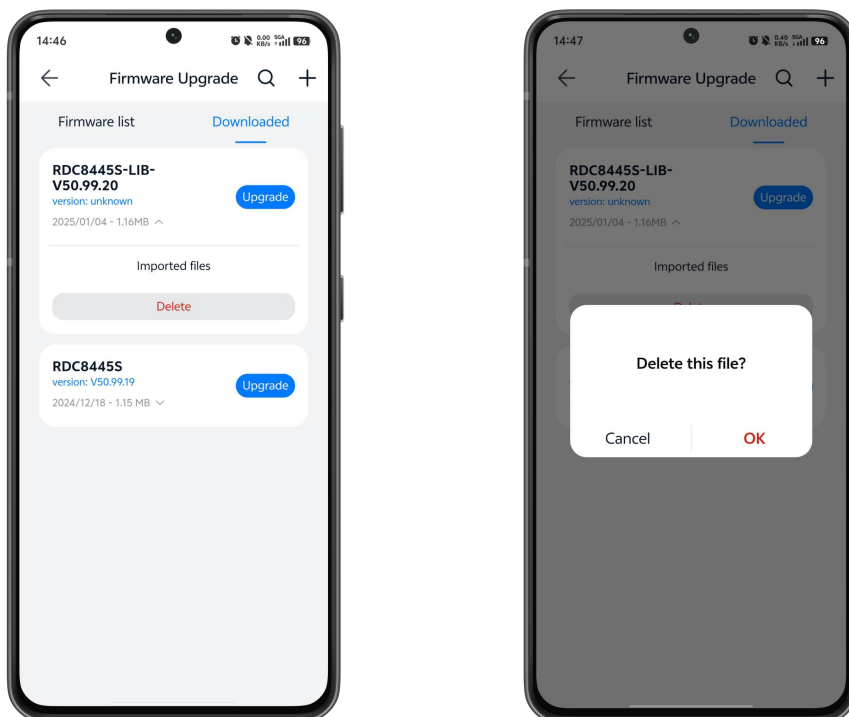 14:46
0.00 KB/s 5GA 96
Firmware Upgrade
Firmware list
Downloaded
RDC8445S-LIB-
V50.99.20
version: unknown
Upgrade
2025/01/04 - 1.16MB
Imported files
Delete
RDC8445S
version: V50.99.19
Upgrade
2024/12/18 - 1.15 MB
14:47
0.40 KB/s 5GA 96
Firmware Upgrade
Firmware list
Downloaded
RDC8445S-LIB-
V50.99.20
version: unknown
Upgrade
2025/01/04 - 1.16MB
Imported files
Delete this file?
Cancel
OK